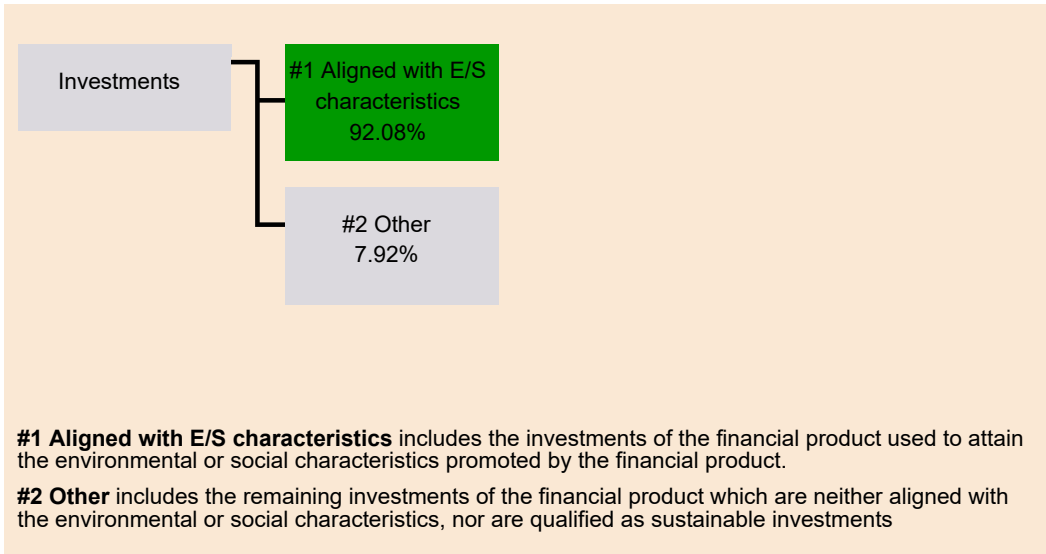 Investments
#1 Aligned with E/S
characteristics
92.08%
#2 Other
7.92%
#1 Aligned with E/S characteristics includes the investments of the financial product used to attain
the environmental or social characteristics promoted by the financial product.
#2 Other includes the remaining investments of the financial product which are neither aligned with
the environmental or social characteristics, nor are qualified as sustainable investments